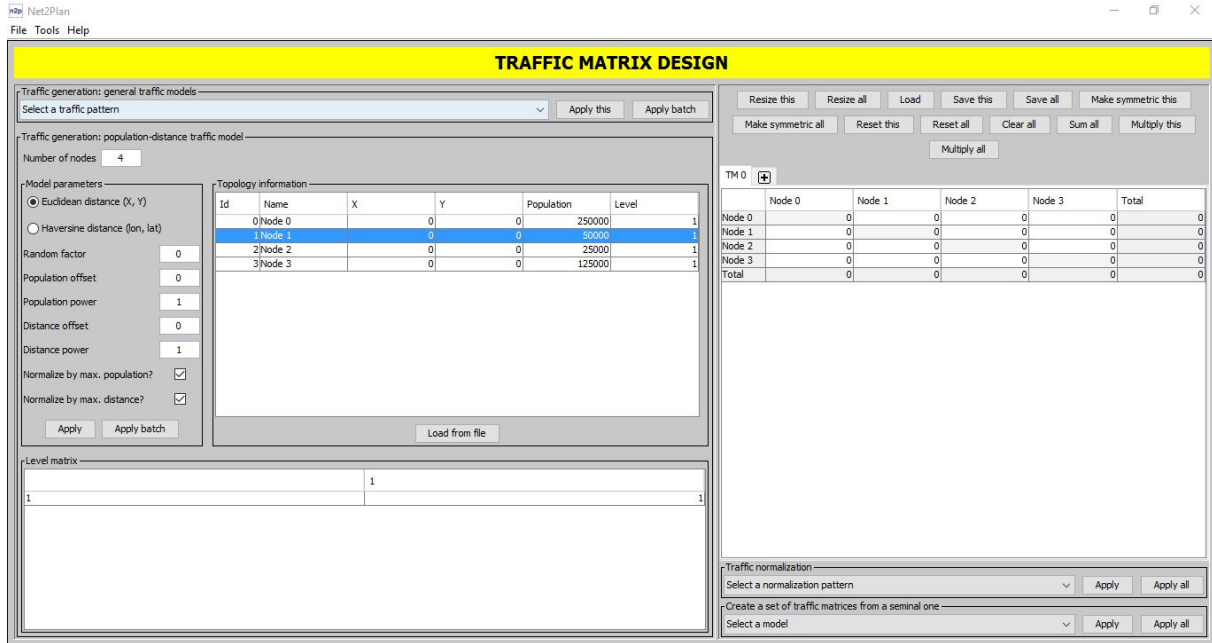 n2p Net2Plan
File Tools Help
TRAFFIC MATRIX DESIGN
Traffic generation: general traffic models
Select a traffic pattern Apply this Apply batch
Traffic generation: population-distance traffic model
Number of nodes 4
Model parameters
Euclidean distance (X, Y)
Haversine distance (lon, lat)
Random factor 0
Population offset 0
Population power 1
Distance offset 0
Distance power 1
Normalize by max. population?
Normalize by max. distance?
Apply Apply batch
Topology information
Id Name X Y Population Level
0 Node 0 0 0 250000 1
1 Node 1 0 0 50000 1
2 Node 2 0 0 25000 1
3 Node 3 0 0 125000 1
Load from file
Level matrix
1
1 1
Resize this Resize all Load Save this Save all Make symmetric this
Make symmetric all Reset this Reset all Clear all Sum all Multiply this
Multiply all
TM 0 +
Node 0 Node 1 Node 2 Node 3 Total
Node 0 0 0 0 0 0
Node 1 0 0 0 0 0
Node 2 0 0 0 0 0
Node 3 0 0 0 0 0
Total 0 0 0 0 0
Traffic normalization
Select a normalization pattern Apply Apply all
Create a set of traffic matrices from a seminal one
Select a model Apply Apply all